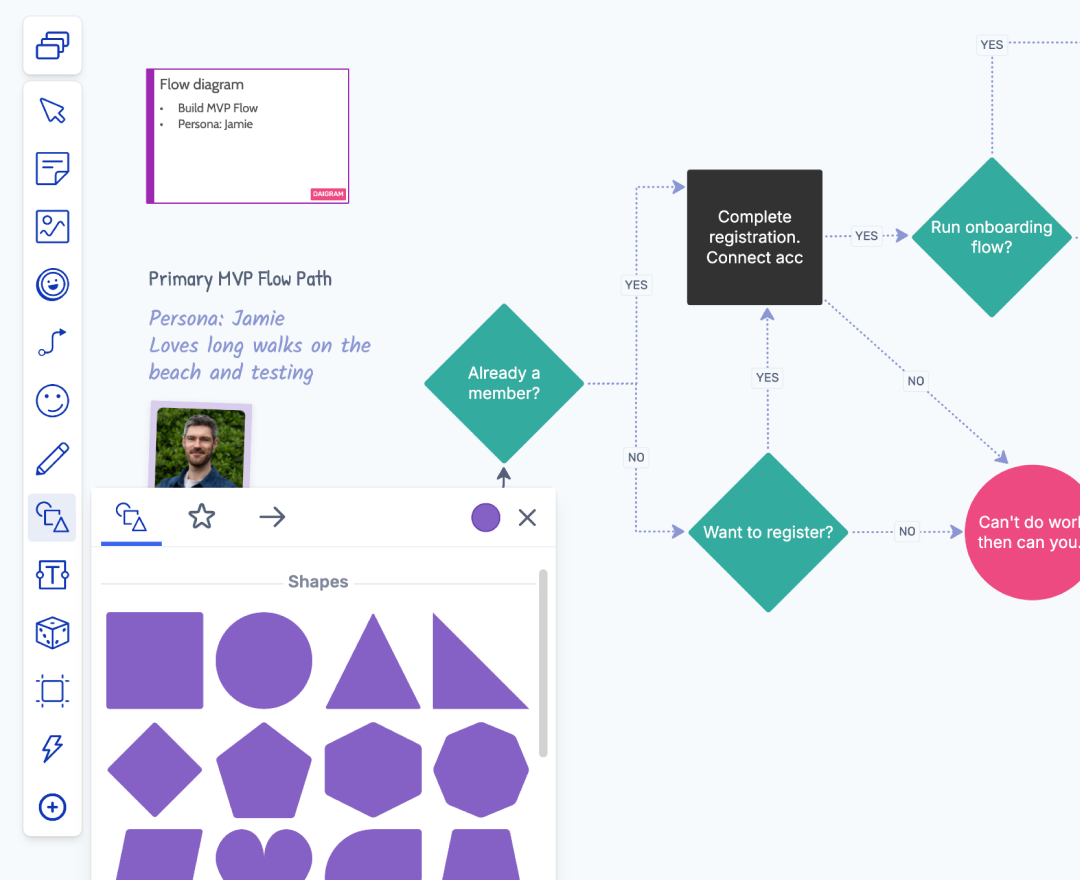 Flow diagram
• Build MVP Flow
• Persona: Jamie
DAIGRAM
Primary MVP Flow Path
Persona: Jamie
Loves long walks on the
beach and testing
Already a
member?
YES
NO
Complete
registration.
Connect acc
YES
Run onboarding
flow?
YES
YES
NO
Want to register?
NO
Can't do
then can you.
T
Shapes